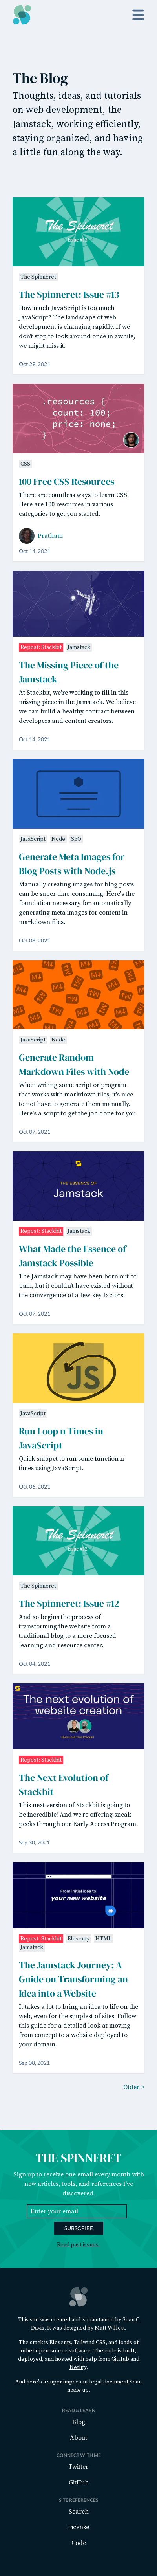 The Blog
Thoughts, ideas, and tutorials
on web development, the
Jamstack, working efficiently,
staying organized, and having
a little fun along the way.
The Spinneret
The Spinneret
The Spinneret: Issue #13
How much JavaScript is too much
JavaScript? The landscape of web
development is changing rapidly. If we
don't stop to look around once in awhile, we
might miss it.
Oct 29, 2021
.resources {
count: 100;
price: none;
}
CSS
100 Free CSS Resources
There are countless ways to learn CSS.
Here are 100 resources in various
categories to get you started.
Pratham
Oct 14, 2021
Repost: Stackbit Jamstack
The Missing Piece of the
Jamstack
At Stackbit, we're working to fill in this
missing piece in the Jamstack. We believe
we can build a healthy contract between
developers and content creators.
Oct 14, 2021
JavaScript Node SEO
Generate Meta Images for
Blog Posts with Node.js
Manually creating images for blog posts
can be super time consuming. Here's the
foundation necessary for automatically
generating meta images for content in
markdown files.
Oct 08, 2021
JavaScript Node
Generate Random
Markdown Files with Node
When writing some script or program
that works with markdown files, it's nice
to not have to generate them manually.
Here's a script to get the job done for you.
Oct 07, 2021
THE ESSENCE OF
Jamstack
Repost: Stackbit Jamstack
What Made the Essence of
Jamstack Possible
The Jamstack may have been born out of
pain, but it couldn't have existed without
the convergence of a few key factors.
Oct 07, 2021
JS
JavaScript
Run Loop n Times in
JavaScript
Quick snippet to run some function n
times using JavaScript.
Oct 06, 2021
The Spinneret
The Spinneret
The Spinneret: Issue #12
And so begins the process of
transforming the website from a
traditional blog to a more focused
learning and resource center.
Oct 04, 2021
The next evolution of
website creation
Repost: Stackbit
The Next Evolution of
Stackbit
This next version of Stackbit is going to
be incredible! And we're offering sneak
peeks through our Early Access Program.
Sep 30, 2021
From initial idea to
your new website
Repost: Stackbit Eleventy HTML
Jamstack
The Jamstack Journey: A
Guide on Transforming an
Idea into a Website
It takes a lot to bring an idea to life on the
web, even for the simplest of sites. Follow
this guide for a detailed look at moving
from concept to a website deployed to
your domain.
Sep 08, 2021
Older >
THE SPINNERET
Sign up to receive one email every month with
new articles, tools, and references I've
discovered.
Enter your email
SUBSCRIBE
Read past issues.
This site was created and is maintained by Sean C
Davis. It was designed by Matt Willett.
The stack is Eleventy, Tailwind CSS, and loads of
other open-source software. The code is built,
deployed, and hosted with help from GitHub and
Netlify.
And here's a super important legal document Sean
made up.
READ & LEARN
Blog
About
CONNECT WITH ME
Twitter
GitHub
SITE REFERENCES
Search
License
Code